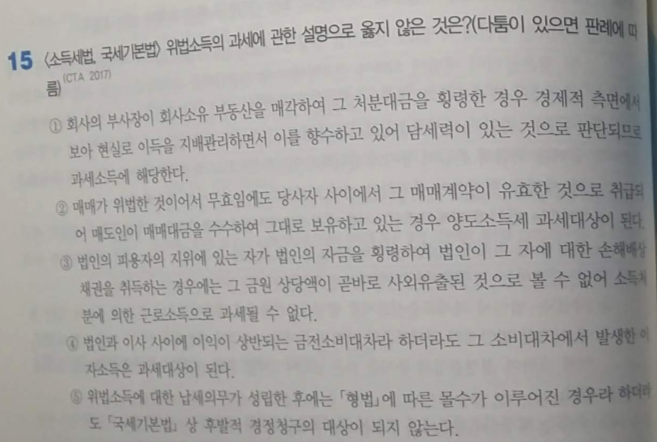 15 〈소득세법, 국세기본법〉 위법소득의 과세에 관한 설명으로 옳지 않은 것은?(다툼이 있으면 판례에 따
름)(CTA 2017)
① 회사의 부사장이 회사소유 부동산을 매각하여 그 처분대금을 횡령한 경우 경제적 측면에서
보아 현실로 이득을 지배관리하면서 이를 향수하고 있어 담세력이 있는 것으로 판단되므로
과세소득에 해당한다.
② 매매가 위법한 것이어서 무효임에도 당사자 사이에서 그 매매계약이 유효한 것으로 취급되
어 매도인이 매매대금을 수수하여 그대로 보유하고 있는 경우 양도소득세 과세대상이 된다.
③ 법인의 피용자의 지위에 있는 자가 법인의 자금을 횡령하여 법인이 그 자에 대한 손해배상
채권을 취득하는 경우에는 그 금원 상당액이 곧바로 사외유출된 것으로 볼 수 없어 소득처
분에 의한 근로소득으로 과세될 수 없다.
④ 법인과 이사 사이에 이익이 상반되는 금전소비대차라 하더라도 그 소비대차에서 발생한 이
자소득은 과세대상이 된다.
⑤ 위법소득에 대한 납세의무가 성립한 후에는 「형법」에 따른 몰수가 이루어진 경우라 하더라
도 「국세기본법」 상 후발적 경정청구의 대상이 되지 않는다.